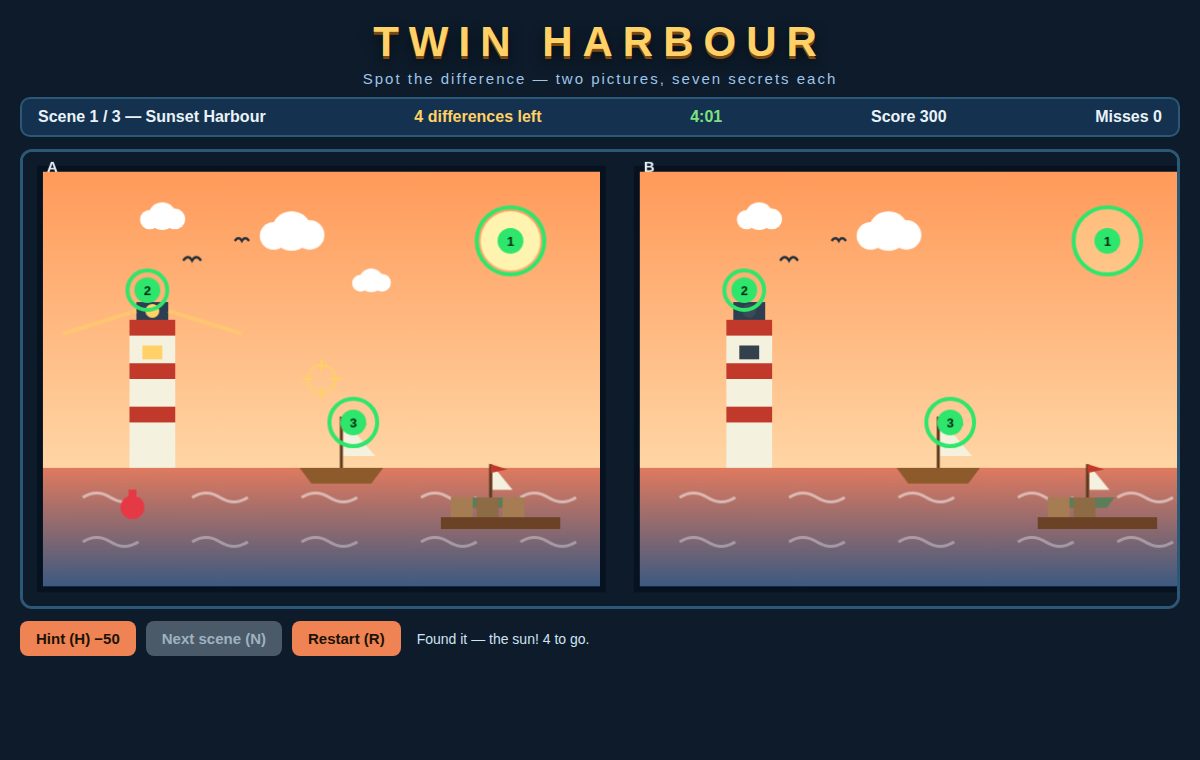 TWIN HARBOUR
Spot the difference — two pictures, seven secrets each
Scene 1 / 3 — Sunset Harbour 4 differences left 4:01 Score 300 Misses 0
A B
1 1
2 2
3 3
Hint (H) −50 Next scene (N) Restart (R) Found it — the sun! 4 to go.